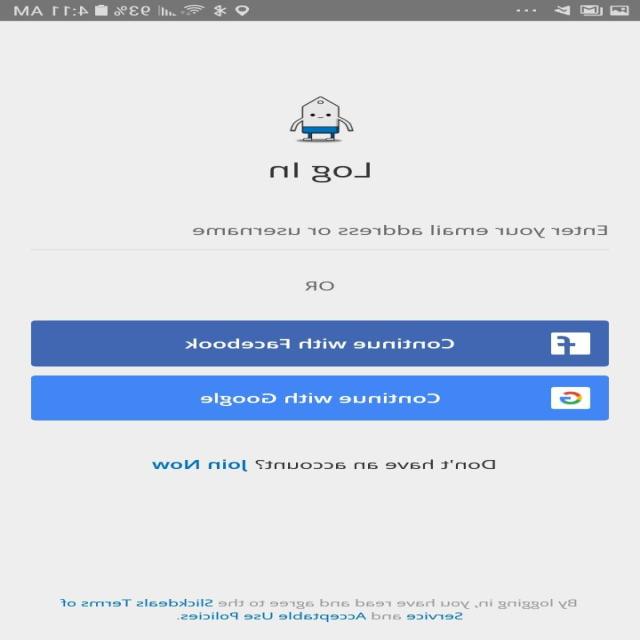 93% 4:11 AM
Log In
Enter your email address or username
OR
Continue with Facebook
Continue with Google
Don't have an account? Join Now
By logging in, you have read and agree to the Slickdeals Terms of
Service and Acceptable Use Policies.